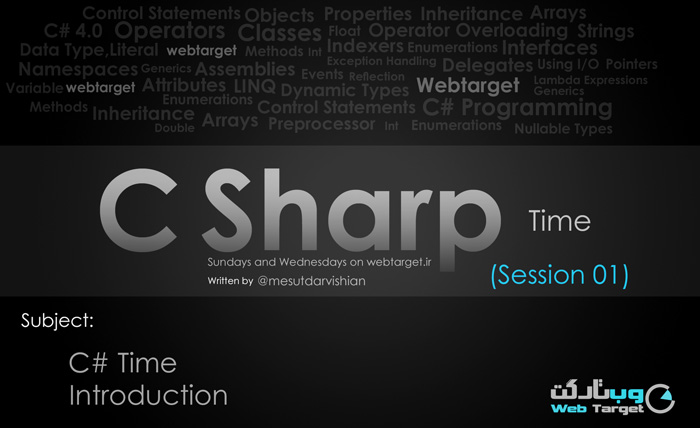 Control Statements Objects Properties Inheritance Arrays
C# 4.0 Operators Classes Float Operator Overloading Strings
Data Type,Literal webtarget Methods Int Indexers Enumerations Interfaces
Namespaces Generics Assemblies Events Exception Handling Reflection Delegates Using I/O Pointers
Variable webtarget Attributes LINQ Dynamic Types Webtarget Lambda Expressions Generics
Methods Inheritance Enumerations Control Statements C# Programming
Double Arrays Preprocessor Int Enumerations Nullable Types
C Sharp Time
Sundays and Wednesdays on webtarget.ir
Written by @mesutdarvishian
(Session 01)
Subject:
C# Time
Introduction
وب‌تارگت
Web Target